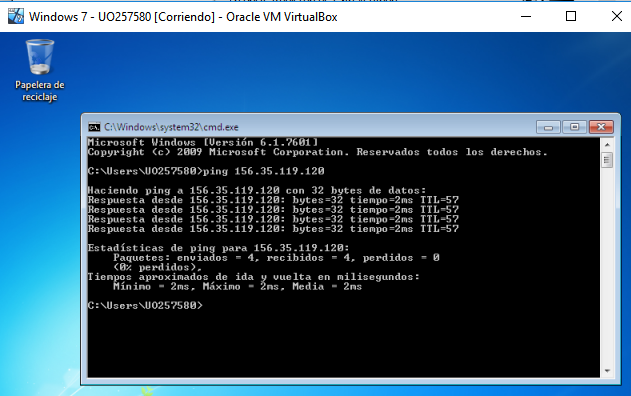 Windows 7 - UO257580 [Corriendo] - Oracle VM VirtualBox
Papelera de
reciclaje
C:\Windows\system32\cmd.exe
Microsoft Windows [Versión 6.1.7601]
Copyright (c) 2009 Microsoft Corporation. Reservados todos los derechos.
C:\Users\UO257580>ping 156.35.119.120
Haciendo ping a 156.35.119.120 con 32 bytes de datos:
Respuesta desde 156.35.119.120: bytes=32 tiempo=2ms TTL=57
Respuesta desde 156.35.119.120: bytes=32 tiempo=2ms TTL=57
Respuesta desde 156.35.119.120: bytes=32 tiempo=2ms TTL=57
Respuesta desde 156.35.119.120: bytes=32 tiempo=2ms TTL=57
Estadísticas de ping para 156.35.119.120:
Paquetes: enviados = 4, recibidos = 4, perdidos = 0
(0% perdidos),
Tiempos aproximados de ida y vuelta en milisegundos:
Mínimo = 2ms, Máximo = 2ms, Media = 2ms
C:\Users\UO257580>